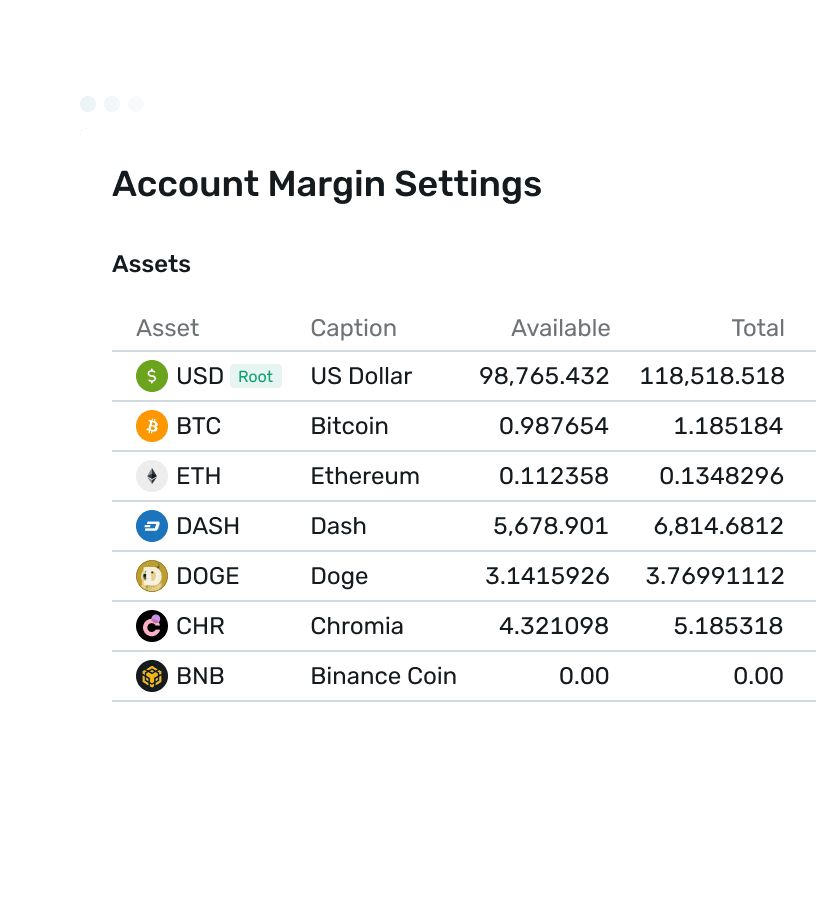 Account Margin Settings
Assets
Asset Caption Available Total
USD Root US Dollar 98,765.432 118,518.518
BTC Bitcoin 0.987654 1.185184
ETH Ethereum 0.112358 0.1348296
DASH Dash 5,678.901 6,814.6812
DOGE Doge 3.1415926 3.76991112
CHR Chromia 4.321098 5.185318
BNB Binance Coin 0.00 0.00